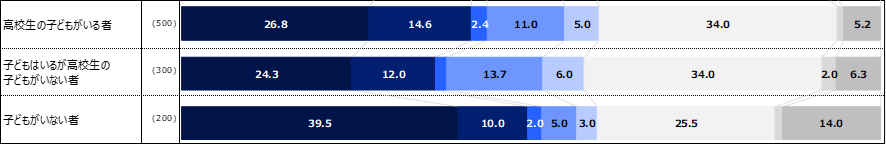 高校生の子どもがいる者 (500) 26.8 14.6 2.4 11.0 5.0 34.0 5.2
子どもはいるが高校生の
子どもがいない者 (300) 24.3 12.0 13.7 6.0 34.0 2.0 6.3
子どもがいない者 (200) 39.5 10.0 2.0 5.0 3.0 25.5 14.0